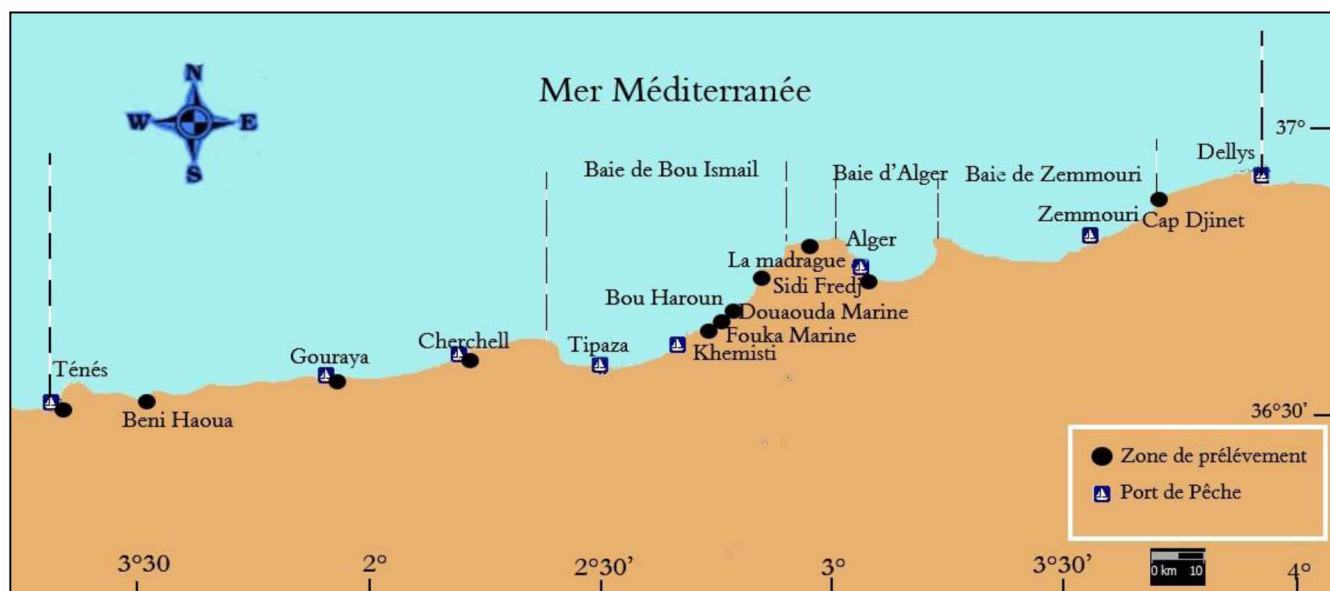 N
W E
S
Mer Méditerranée
37°
Dellys
Baie de Bou Ismail
Baie d'Alger
Baie de Zemmouri
Zemmouri
Cap Djinet
Alger
La madrague
Sidi Fredj
Bou Haroun
Douaouda Marine
Fouka Marine
Khemisti
Tipaza
Cherchell
Gouraya
Ténés
Beni Haoua
36°30'
Zone de prélévement
Port de Pêche
3°30
2°
2°30'
3°
3°30'
4°
0 km 10